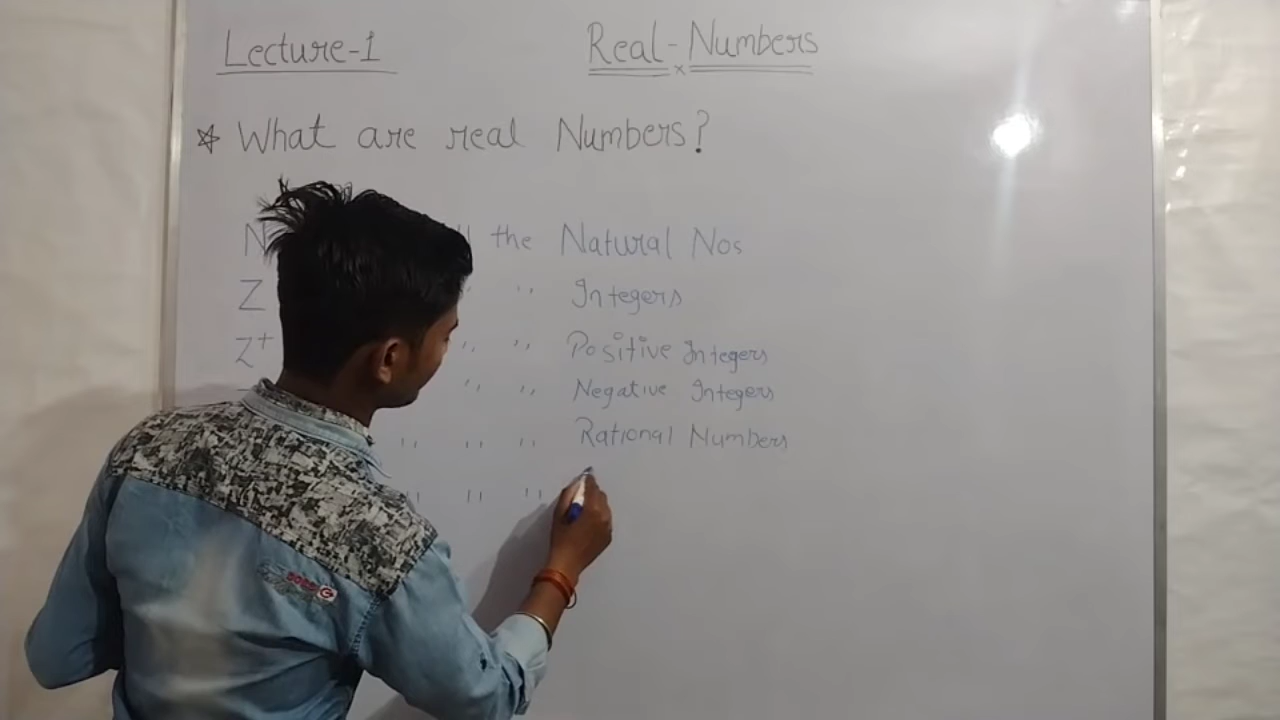 Lecture-1
Real-Numbers
What are real Numbers?
N the Natural Nos
Z " Integers
Z+ " " Positive Integers
" " Negative Integers
" " " Rational Numbers
" " "